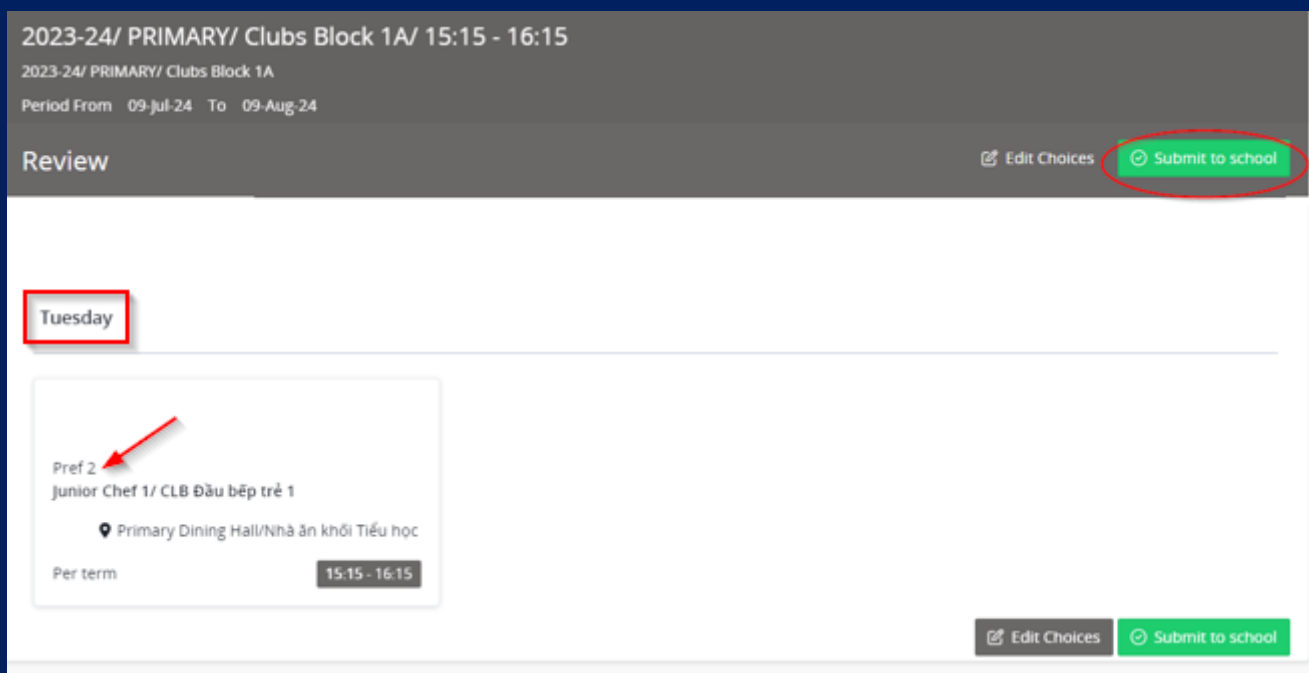 2023-24/ PRIMARY/ Clubs Block 1A/ 15:15 - 16:15
2023-24/ PRIMARY/ Clubs Block 1A
Period From 09-Jul-24 To 09-Aug-24
Review
Edit Choices
Submit to school
Tuesday
Pref 2
Junior Chef 1/ CLB Đầu bếp trẻ 1
Primary Dining Hall/Nhà ăn khối Tiểu học
Per term
15:15 - 16:15
Edit Choices
Submit to school